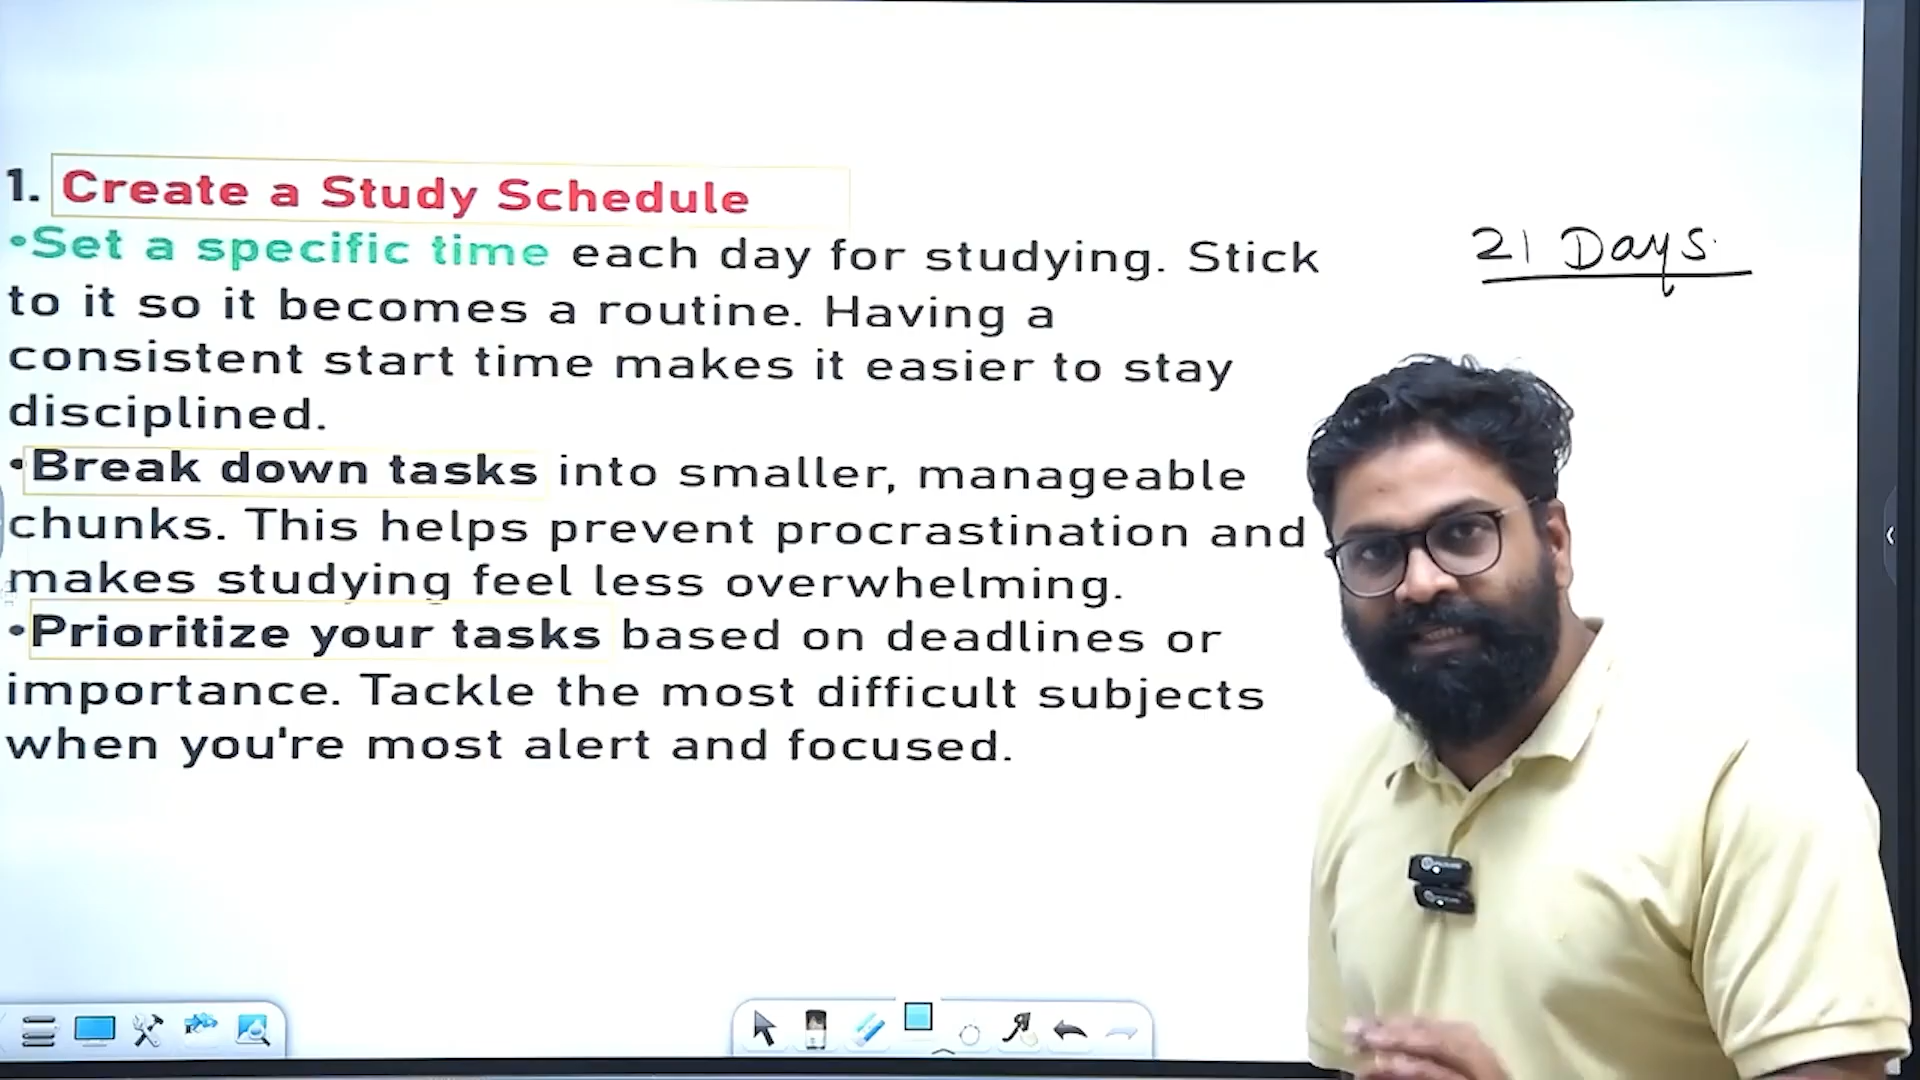 1. Create a Study Schedule
•Set a specific time each day for studying. Stick
to it so it becomes a routine. Having a
consistent start time makes it easier to stay
disciplined.
•Break down tasks into smaller, manageable
chunks. This helps prevent procrastination and
makes studying feel less overwhelming.
•Prioritize your tasks based on deadlines or
importance. Tackle the most difficult subjects
when you're most alert and focused.
21 Days.